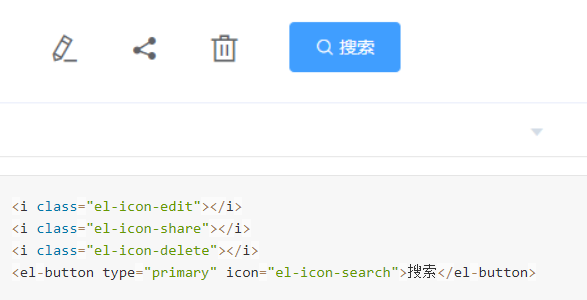 搜索
<i class="el-icon-edit"></i>
<i class="el-icon-share"></i>
<i class="el-icon-delete"></i>
<el-button type="primary" icon="el-icon-search">搜索</el-button>